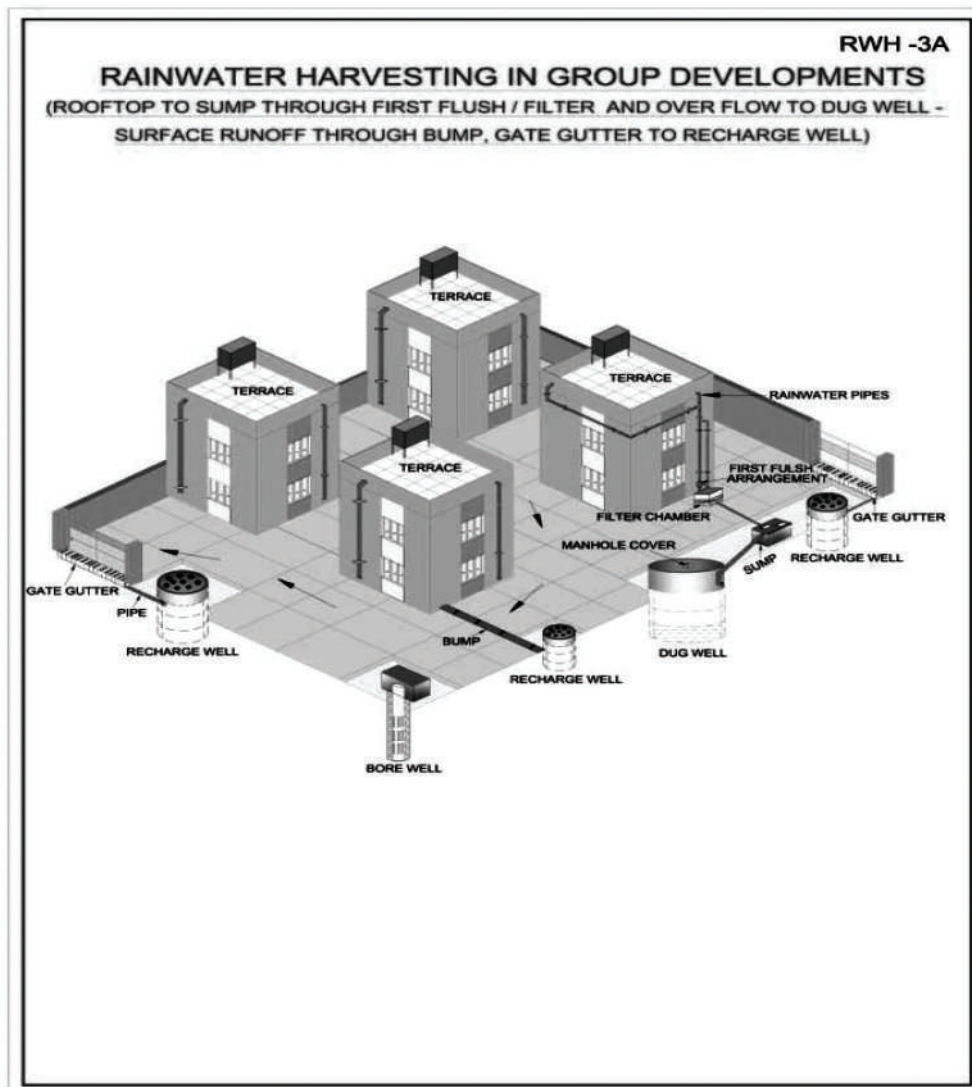 RWH -3A
RAINWATER HARVESTING IN GROUP DEVELOPMENTS
(ROOFTOP TO SUMP THROUGH FIRST FLUSH / FILTER AND OVER FLOW TO DUG WELL -
SURFACE RUNOFF THROUGH BUMP, GATE GUTTER TO RECHARGE WELL)
TERRACE
TERRACE
TERRACE
TERRACE
RAINWATER PIPES
FIRST FULSH
ARRANGEMENT
FILTER CHAMBER
GATE GUTTER
MANHOLE COVER
SUMP
RECHARGE WELL
GATE GUTTER
PIPE
RECHARGE WELL
BUMP
RECHARGE WELL
DUG WELL
BORE WELL